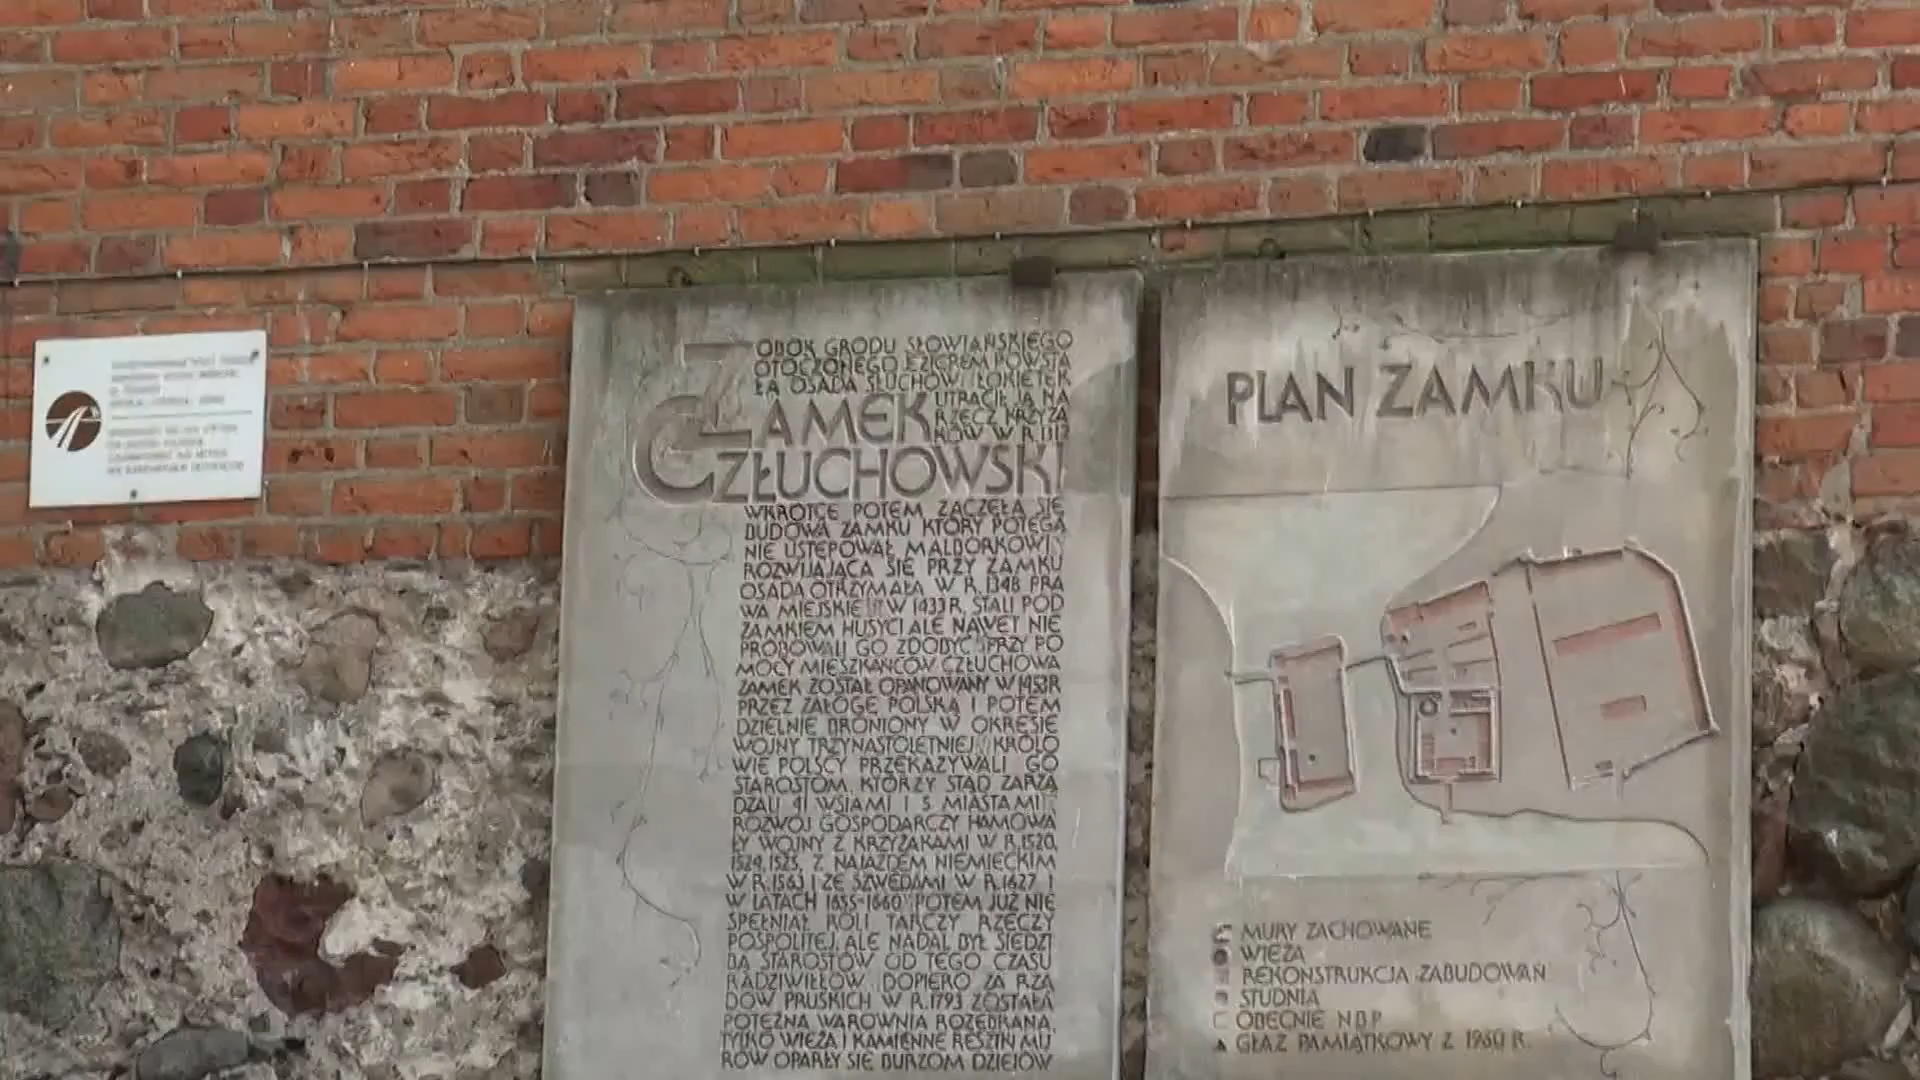 OBOK GRODU SŁOWIAŃSKIEGO
OTOCZONEGO JEZIOREM POWSTA
ŁA OSADA SŁUCHÓW ŁOKIETEK
UTRACIŁ JĄ NA
RZECZ KRZYŻA
KÓW W R. 1312
ZAMEK
CZŁUCHOWSKI
WKRÓTCE POTEM ZACZĘŁA SIĘ
BUDOWA ZAMKU KTÓRY POTĘGĄ
NIE USTĘPOWAŁ MALBORKOWI
ROZWIJAJĄCA SIĘ PRZY ZAMKU
OSADA OTRZYMAŁA W R. 1348 PRA
WA MIEJSKIE W 1433 R. STALI POD
ZAMKIEM HUSYCI ALE NAWET NIE
PRÓBOWALI GO ZDOBYĆ PRZY PO
MOCY MIESZKAŃCÓW CZŁUCHOWA
ZAMEK ZOSTAŁ OPANOWANY W 1453 R
PRZEZ ZAŁOGĘ POLSKĄ I POTEM
DZIELNIE BRONIONY W OKRESIE
WOJNY TRZYNASTOLETNIEJ KRÓLO
WIE POLSCY PRZEKAZYWALI GO
STAROSTOM, KTÓRZY STĄD ZARZĄ
DZALI 41 WSIAMI I 5 MIASTAMI
ROZWÓJ GOSPODARCZY HAMOWA
ŁY WOJNY Z KRZYŻAKAMI W R. 1520,
1524, 1525, Z NAJAZDEM NIEMIECKIM
W R. 1563 I ZE SZWEDAMI W R. 1627 I
W LATACH 1655-1660 POTEM JUŻ NIE
SPEŁNIAŁ ROLI TARCZY RZECZY
POSPOLITEJ, ALE NADAL BYŁ SIEDZI
BĄ STAROSTÓW OD TEGO CZASU
RADZIWIŁŁÓW. DOPIERO ZA RZĄ
DÓW PRUSKICH W R. 1793 ZOSTAŁA
POTĘŻNA WAROWNIA ROZEBRANA,
TYLKO WIEŻA I KAMIENNE RESZTKI MU
RÓW OPARŁY SIĘ BURZOM DZIEJÓW
PLAN ZAMKU
MURY ZACHOWANE
WIEŻA
REKONSTRUKCJA ZABUDOWAŃ
STUDNIA
OBECNIE NBP
GŁAZ PAMIĄTKOWY Z 1930 R.